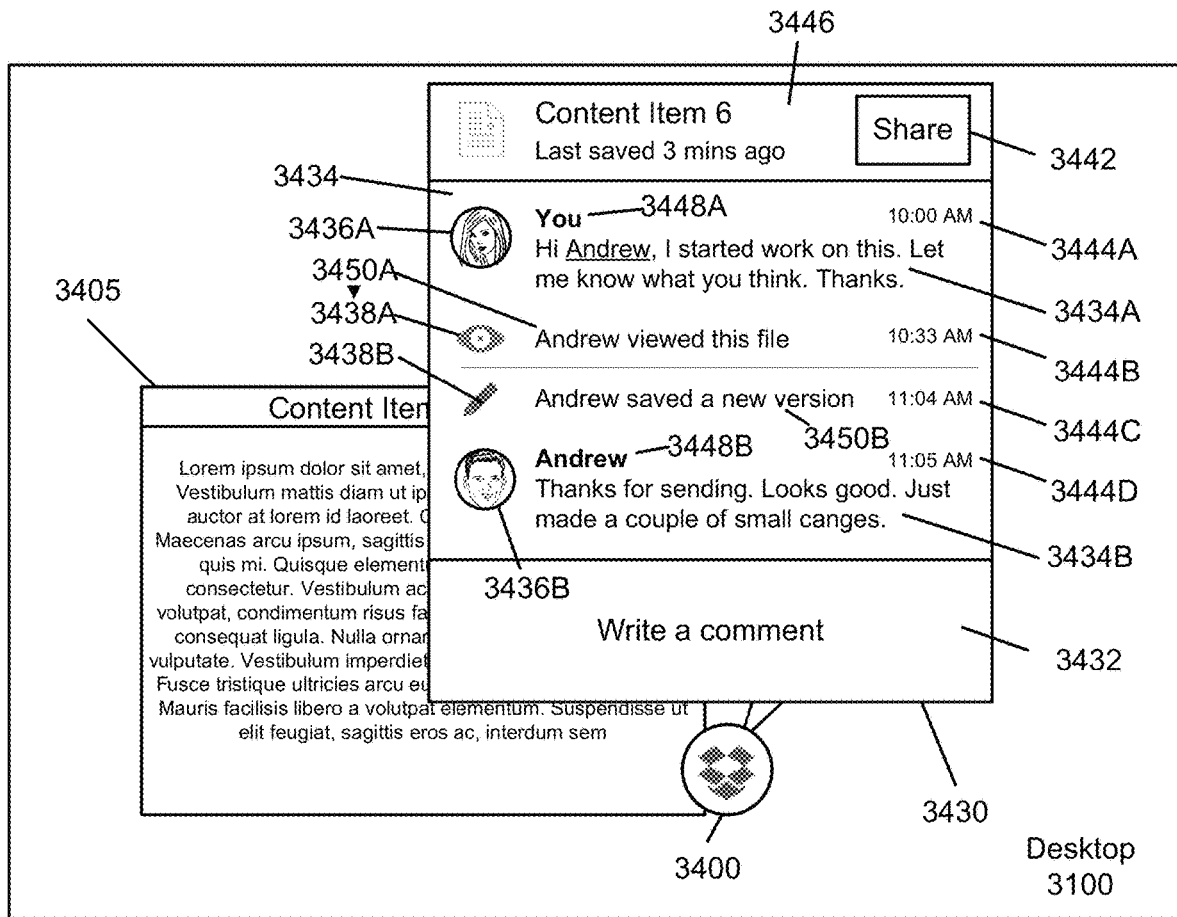 3446
Content Item 6
Last saved 3 mins ago
Share
3442
3434
3436A
You
3448A
10:00 AM
3444A
Hi Andrew, I started work on this. Let
me know what you think. Thanks.
3434A
3450A
3438A
Andrew viewed this file
10:33 AM
3444B
3438B
Andrew saved a new version
11:04 AM
3444C
3450B
Andrew
3448B
11:05 AM
3444D
Thanks for sending. Looks good. Just
made a couple of small canges.
3434B
3436B
Write a comment
3432
3405
Content Iten
Lorem ipsum dolor sit amet,
Vestibulum mattis diam ut ip
auctor at lorem id laoreet.
Maecenas arcu ipsum, sagittis
quis mi. Quisque element
consectetur. Vestibulum ac
volutpat, condimentum risus fa
consequat ligula. Nulla ornar
vulputate. Vestibulum imperdiet
Fusce tristique ultricies arcu eu
Mauris facilisis libero a volutpat elementum. Suspendisse ut
elit feugiat, sagittis eros ac, interdum sem
3430
3400
Desktop
3100